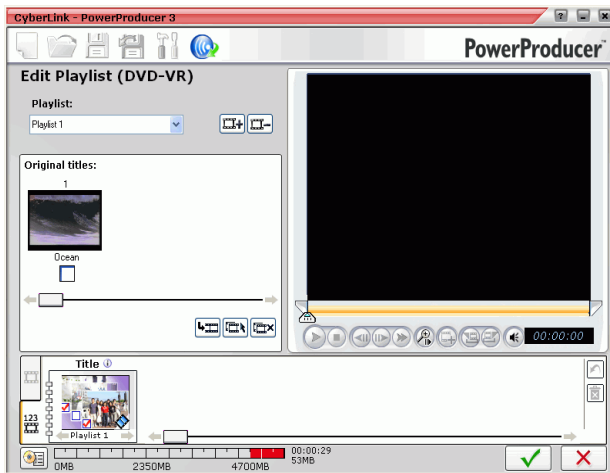 CyberLink - PowerProducer 3
PowerProducer™
Edit Playlist (DVD-VR)
Playlist:
Playlist 1
Original titles:
1
Ocean
00:00:00
Title
123
Playlist 1
00:00:29
53MB
0MB 2350MB 4700MB